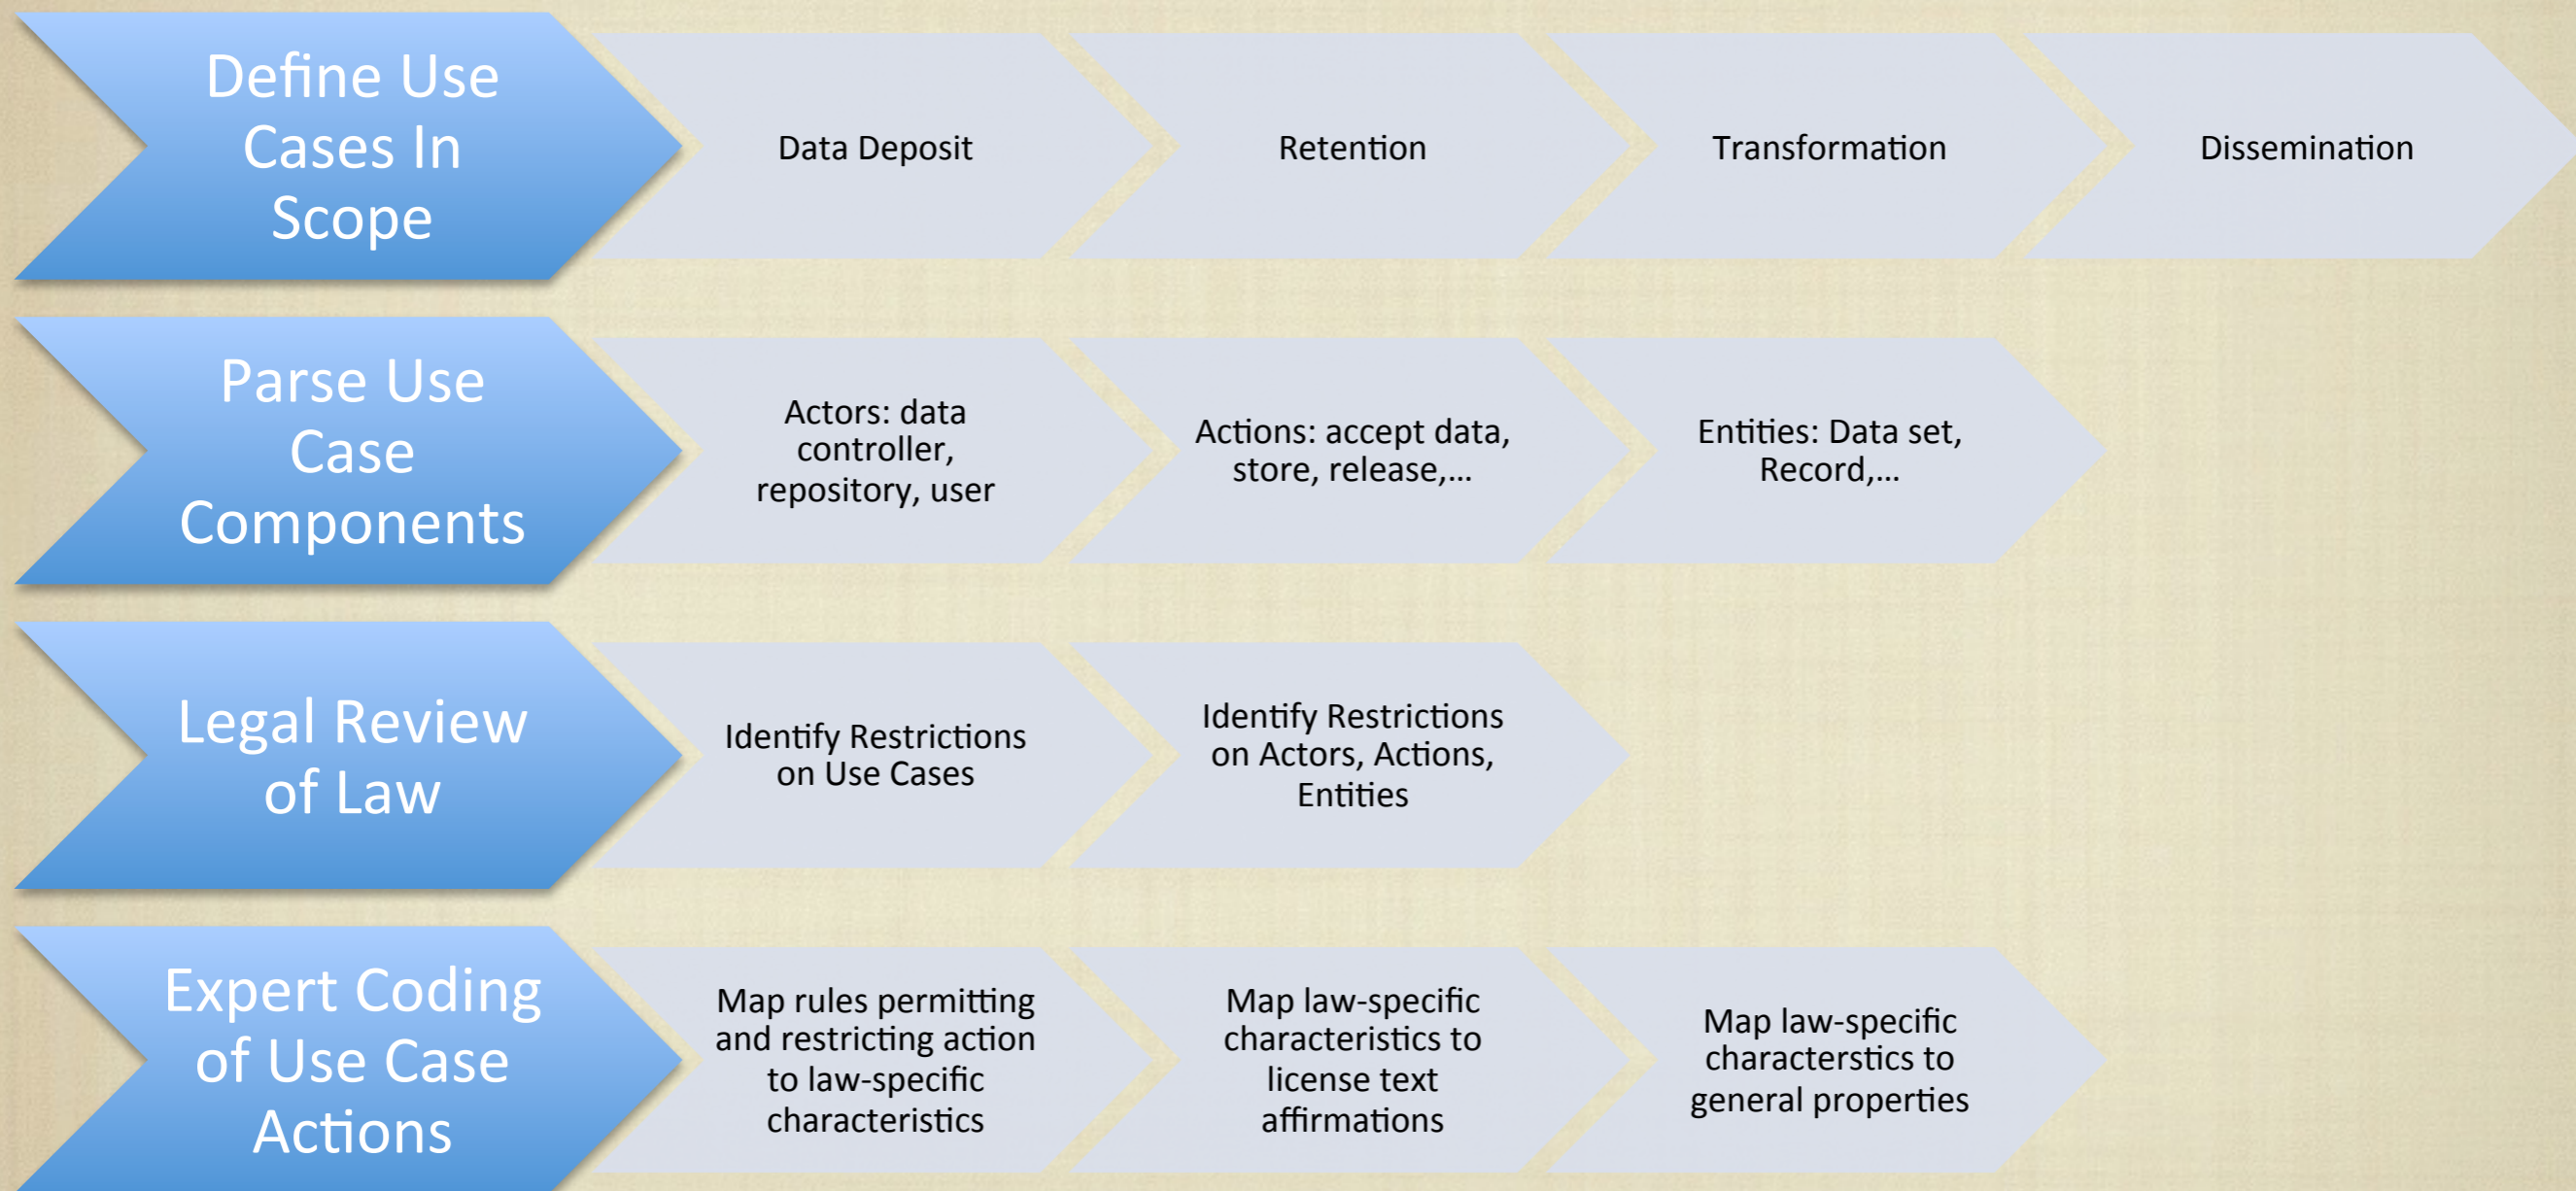 Define Use
Cases In
Scope
Data Deposit
Retention
Transformation
Dissemination
Parse Use
Case
Components
Actors: data
controller,
repository, user
Actions: accept data,
store, release,...
Entities: Data set,
Record,...
Legal Review
of Law
Identify Restrictions
on Use Cases
Identify Restrictions
on Actors, Actions,
Entities
Expert Coding
of Use Case
Actions
Map rules permitting
and restricting action
to law-specific
characteristics
Map law-specific
characteristics to
license text
affirmations
Map law-specific
characterstics to
general properties